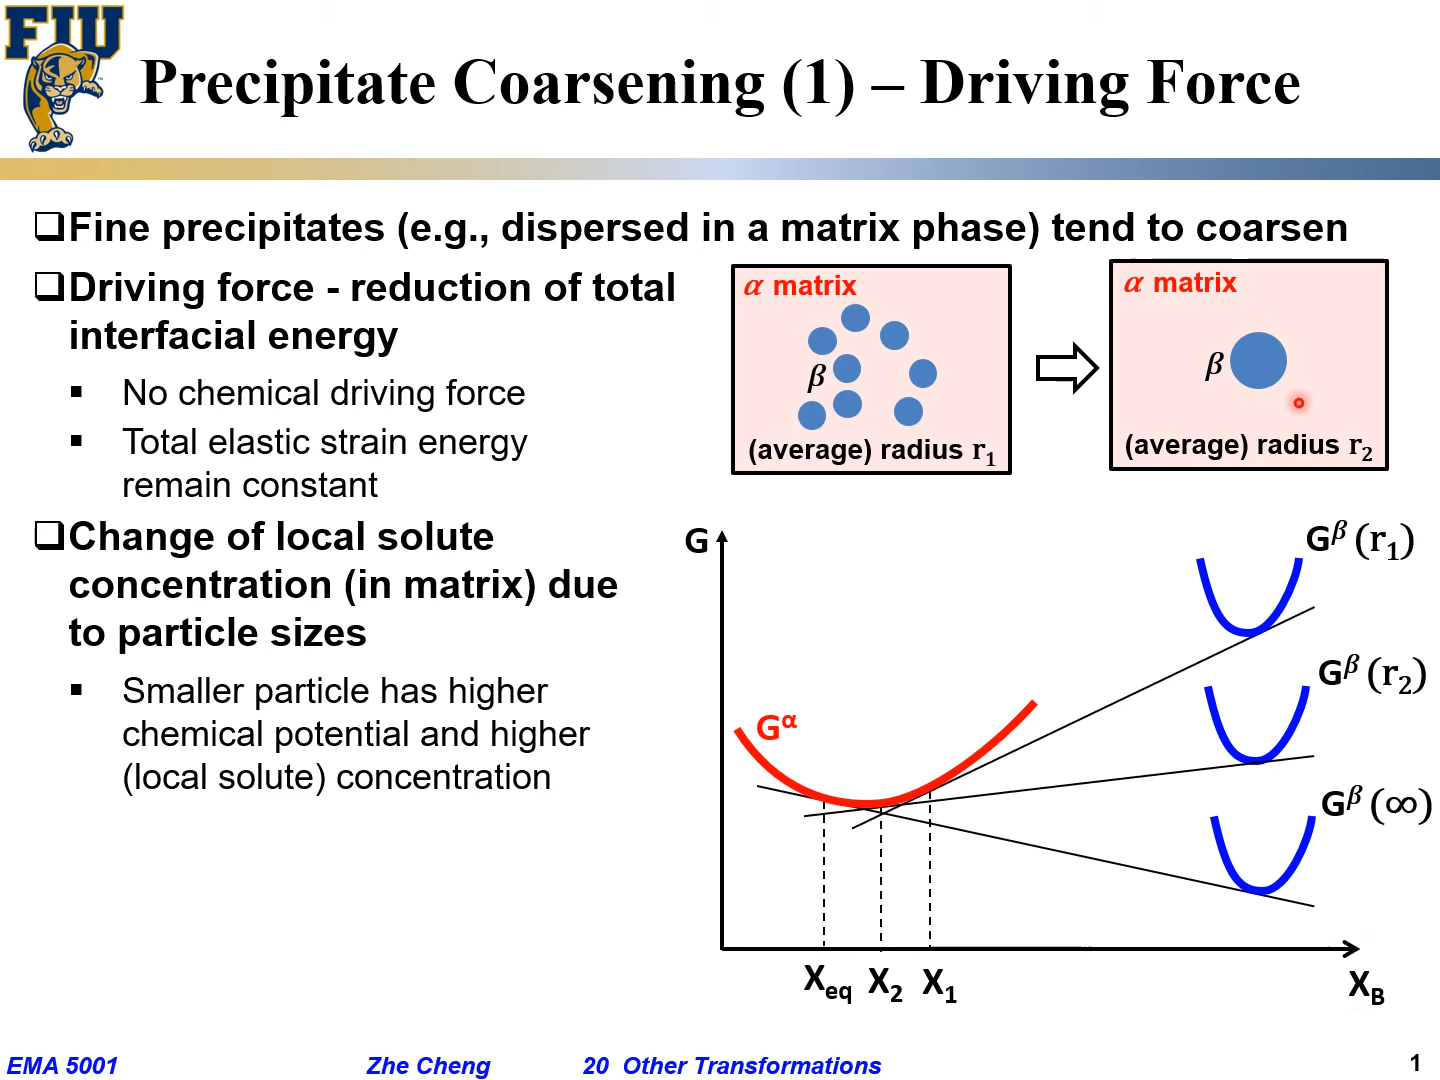 FIU
Precipitate Coarsening (1) – Driving Force
❑Fine precipitates (e.g., dispersed in a matrix phase) tend to coarsen
❑Driving force - reduction of total
interfacial energy
▪ No chemical driving force
▪ Total elastic strain energy
remain constant
❑Change of local solute
concentration (in matrix) due
to particle sizes
▪ Smaller particle has higher
chemical potential and higher
(local solute) concentration
α matrix
β
(average) radius r₁
α matrix
β
(average) radius r₂
G
Gᵝ (r₁)
Gᵝ (r₂)
Gᵅ
Gᵝ (∞)
X_eq X₂ X₁
X_B
EMA 5001 Zhe Cheng 20 Other Transformations 1